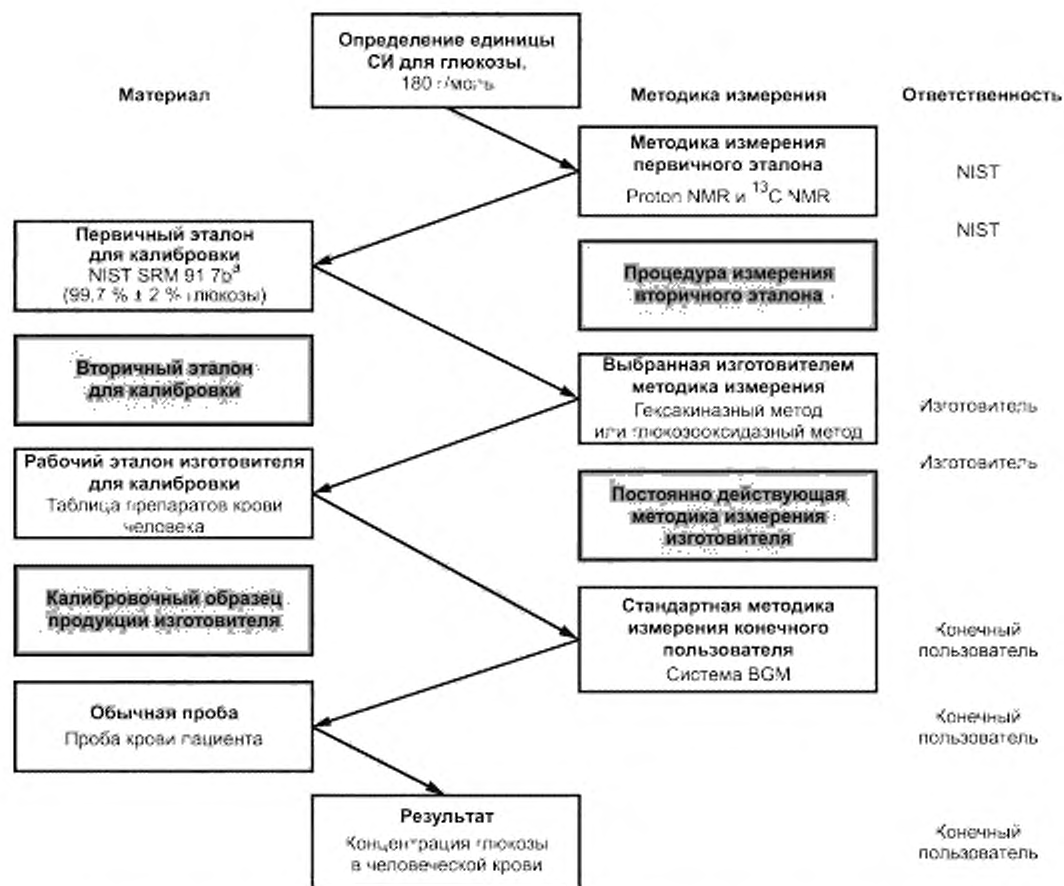 Определение единицы
СИ для глюкозы,
180 г/моль
Материал
Методика измерения
Ответственность
Методика измерения
первичного эталона
Proton NMR и 13C NMR
NIST
NIST
Первичный эталон
для калибровки
NIST SRM 91 7bª
(99,7 % ± 2 % глюкозы)
Процедура измерения
вторичного эталона
Вторичный эталон
для калибровки
Выбранная изготовителем
методика измерения
Гексакиназный метод
или глюкозооксидазный метод
Изготовитель
Рабочий эталон изготовителя
для калибровки
Таблица препаратов крови
человека
Изготовитель
Постоянно действующая
методика измерения
изготовителя
Калибровочный образец
продукции изготовителя
Стандартная методика
измерения конечного
пользователя
Система BGM
Конечный
пользователь
Обычная проба
Проба крови пациента
Конечный
пользователь
Результат
Концентрация глюкозы
в человеческой крови
Конечный
пользователь